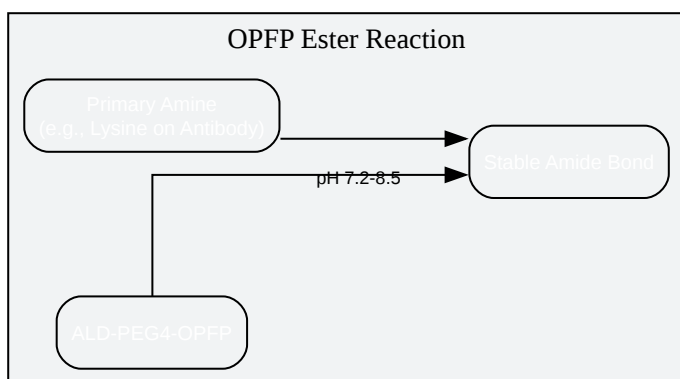 OPFP Ester Reaction
Primary Amine
(e.g., Lysine on Antibody)
Stable Amide Bond
pH 7.2-8.5
ALD-PEG4-OPFP